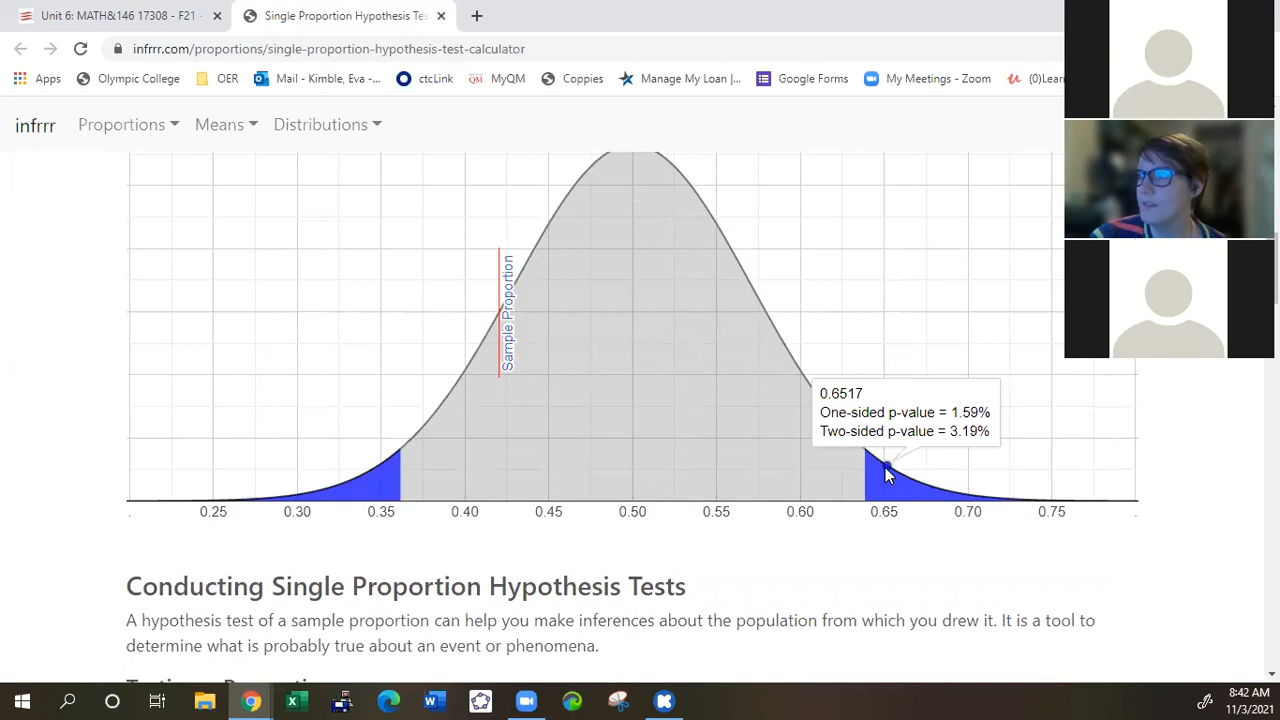 Unit 6: MATH&146 17308 - F21 -
Single Proportion Hypothesis Te
infrrr.com/proportions/single-proportion-hypothesis-test-calculator
Apps
Olympic College
OER
Mail - Kimble, Eva -...
ctcLink
MyQM
Coppies
Manage My Loan |...
Google Forms
My Meetings - Zoom
(0)Lear
infrrr
Proportions
Means
Distributions
Sample Proportion
0.6517
One-sided p-value = 1.59%
Two-sided p-value = 3.19%
0.25 0.30 0.35 0.40 0.45 0.50 0.55 0.60 0.65 0.70 0.75
Conducting Single Proportion Hypothesis Tests
A hypothesis test of a sample proportion can help you make inferences about the population from which you drew it. It is a tool to
determine what is probably true about an event or phenomena.
8:42 AM
11/3/2021